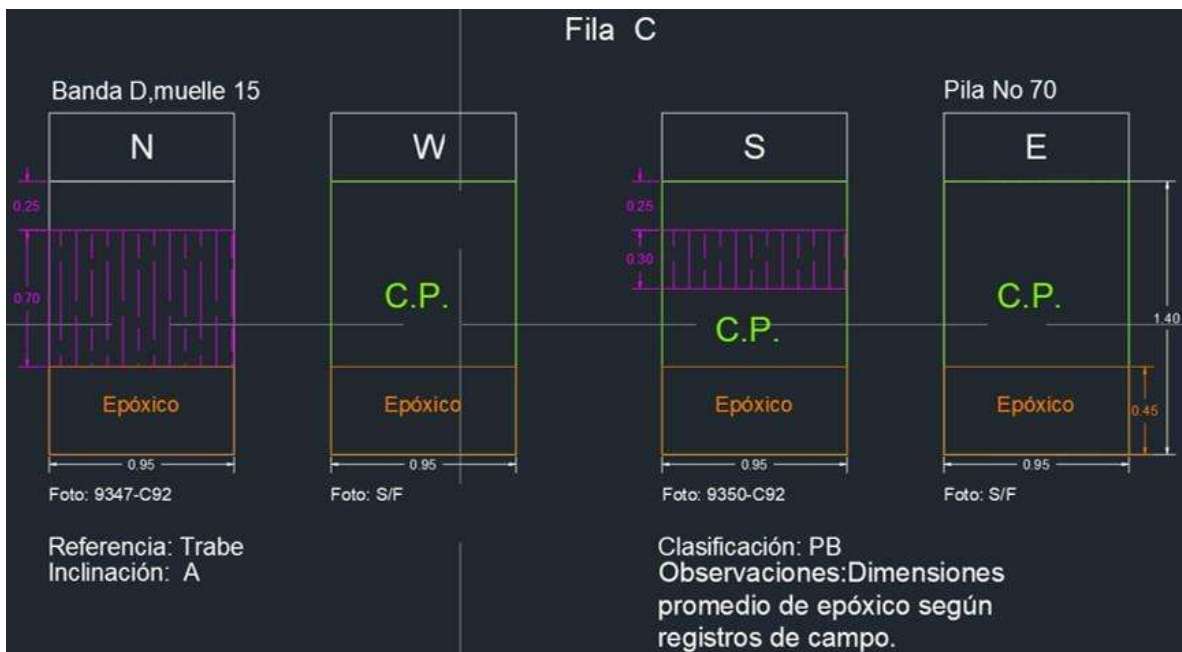 Fila C
Banda D,muelle 15
Pila No 70
N
W
S
E
0.25
0.25
0.70
0.30
C.P.
C.P.
C.P.
1.40
Epóxico
Epóxico
Epóxico
Epóxico
0.45
0.95
0.95
0.95
0.95
Foto: 9347-C92
Foto: S/F
Foto: 9350-C92
Foto: S/F
Referencia: Trabe
Inclinación: A
Clasificación: PB
Observaciones:Dimensiones
promedio de epóxico según
registros de campo.